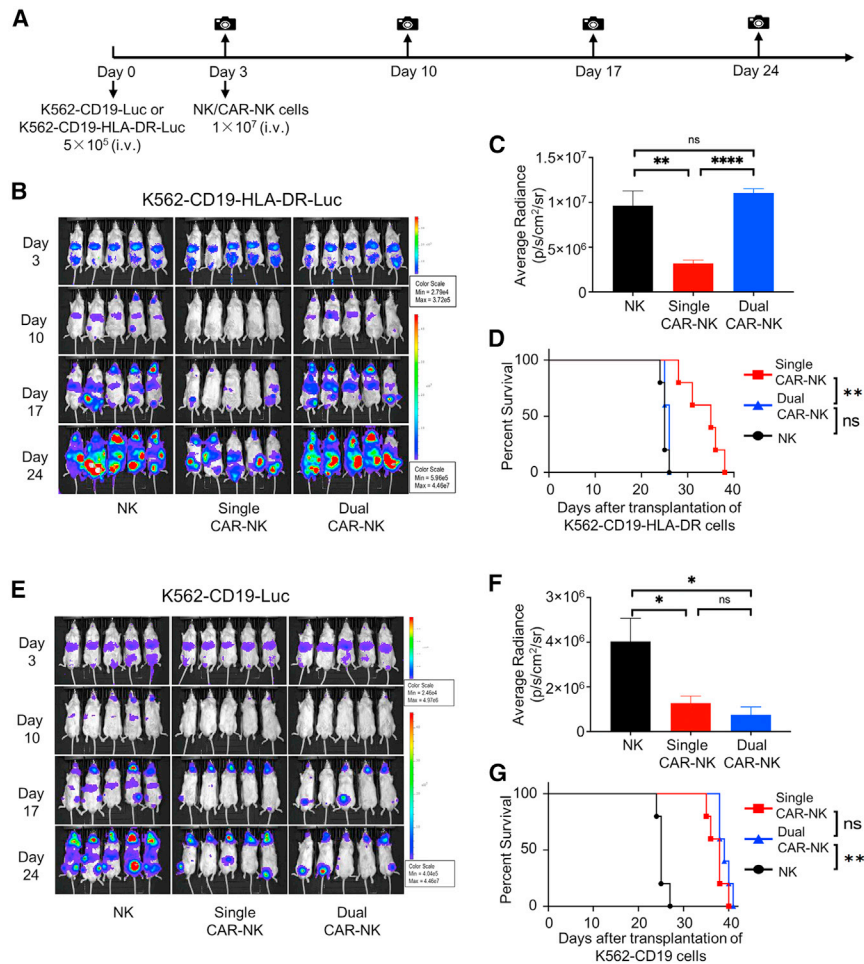 A
Day 0
Day 3
Day 10
Day 17
Day 24
K562-CD19-Luc or
K562-CD19-HLA-DR-Luc
5×10⁵ (i.v.)
NK/CAR-NK cells
1×10⁷ (i.v.)
B
K562-CD19-HLA-DR-Luc
Day
3
Day
10
Day
17
Day
24
Color Scale
Min = 2.79e4
Max = 3.72e5
Color Scale
Min = 5.96e5
Max = 4.46e7
NK
Single
CAR-NK
Dual
CAR-NK
C
ns
**
****
Average Radiance
(p/s/cm²/sr)
1.5×10⁷
1×10⁷
5×10⁶
0
NK
Single
CAR-NK
Dual
CAR-NK
D
Percent Survival
100
50
0
0
10
20
30
40
Days after transplantation of
K562-CD19-HLA-DR cells
Single
CAR-NK
Dual
CAR-NK
NK
**
ns
E
K562-CD19-Luc
Day
3
Day
10
Day
17
Day
24
Color Scale
Min = 2.46e4
Max = 4.97e6
Color Scale
Min = 4.04e5
Max = 4.46e7
NK
Single
CAR-NK
Dual
CAR-NK
F
*
*
ns
Average Radiance
(p/s/cm²/sr)
3×10⁶
4×10⁶
2×10⁶
0
NK
Single
CAR-NK
Dual
CAR-NK
G
Percent Survival
100
50
0
0
10
20
30
40
Days after transplantation of
K562-CD19 cells
Single
CAR-NK
Dual
CAR-NK
NK
ns
**